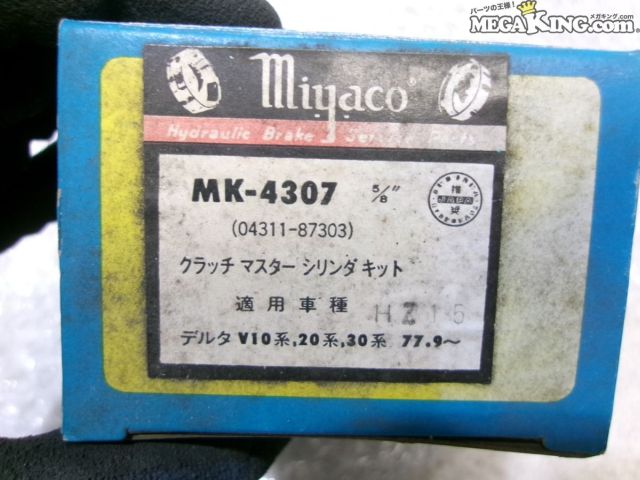 パーツの王様! メガキング.com
MEGAKING.com
Miyaco
Hydraulic Brake & Service Parts
MK-4307 5/8"
(04311-87303)
クラッチ マスター シリンダ キット
適用車種
HZ15
デルタ V10系,20系,30系 77.9~
推
奨